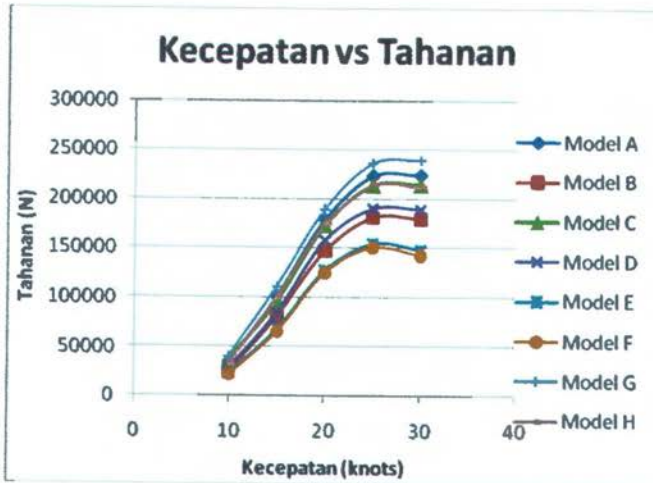 Kecepatan vs Tahanan
300000
250000
200000
150000
100000
50000
0
Tahanan (N)
0
10
20
30
40
Kecepatan (knots)
Model A
Model B
Model C
Model D
Model E
Model F
Model G
Model H